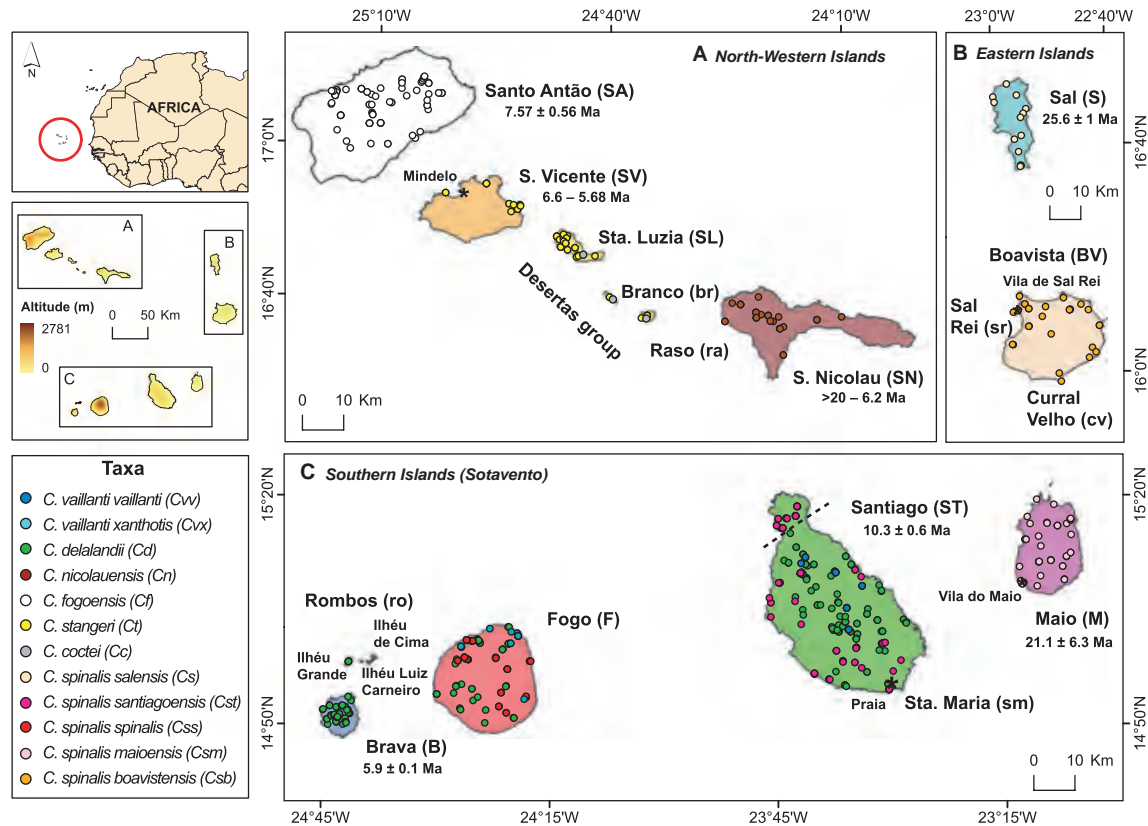 25°10'W
24°40'W
24°10'W
23°0'W
22°40'W
N
AFRICA
A
B
Altitude (m)
2781
0
0 50 Km
C
A North-Western Islands
Santo Antão (SA)
7.57 ± 0.56 Ma
17°0'N
Mindelo
*
S. Vicente (SV)
6.6 – 5.68 Ma
Sta. Luzia (SL)
Desertas group
Branco (br)
Raso (ra)
16°40'N
S. Nicolau (SN)
>20 – 6.2 Ma
0 10 Km
B Eastern Islands
Sal (S)
25.6 ± 1 Ma
16°40'N
0 10 Km
Boavista (BV)
Vila de Sal Rei
Sal
Rei (sr)
*
16°0'N
Curral
Velho (cv)
Taxa
C. vaillanti vaillanti (Cvv)
C. vaillanti xanthotis (Cvx)
C. delalandii (Cd)
C. nicolauensis (Cn)
C. fogoensis (Cf)
C. stangeri (Ct)
C. coctei (Cc)
C. spinalis salensis (Cs)
C. spinalis santiagoensis (Cst)
C. spinalis spinalis (Css)
C. spinalis maioensis (Csm)
C. spinalis boavistensis (Csb)
C Southern Islands (Sotavento)
15°20'N
15°20'N
Santiago (ST)
10.3 ± 0.6 Ma
Vila do Maio
*
Maio (M)
21.1 ± 6.3 Ma
Rombos (ro)
Ilhéu
de Cima
Ilhéu
Grande
Ilhéu Luiz
Carneiro
Fogo (F)
Brava (B)
5.9 ± 0.1 Ma
*
Praia
Sta. Maria (sm)
14°50'N
14°50'N
0 10 Km
24°45'W
24°15'W
23°45'W
23°15'W